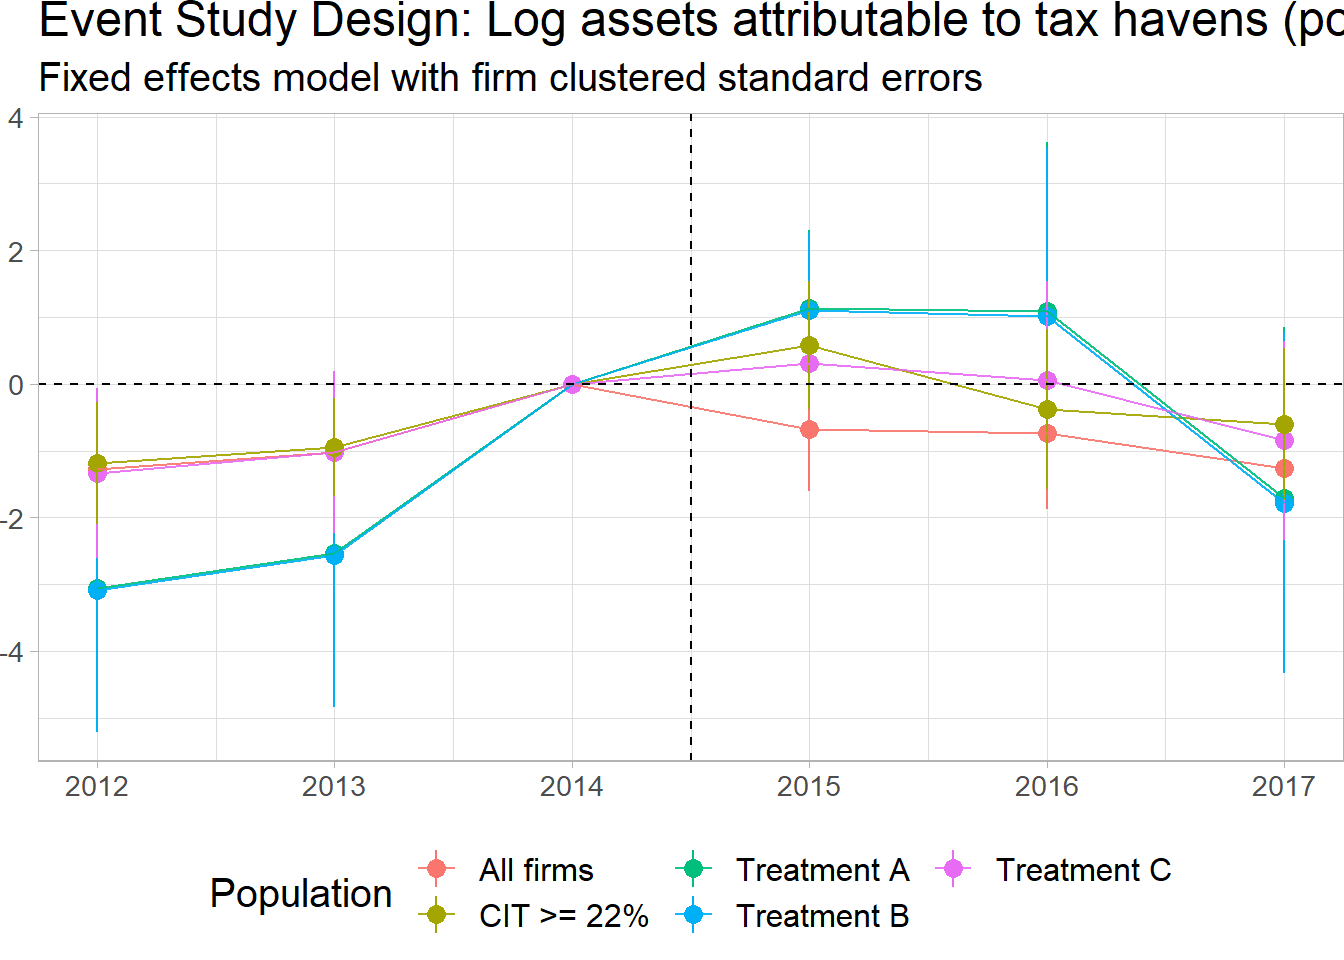 Event Study Design: Log assets attributable to tax havens (po
Fixed effects model with firm clustered standard errors
4
2
0
-2
-4
2012 2013 2014 2015 2016 2017
Population
All firms Treatment A Treatment C
CIT >= 22% Treatment B